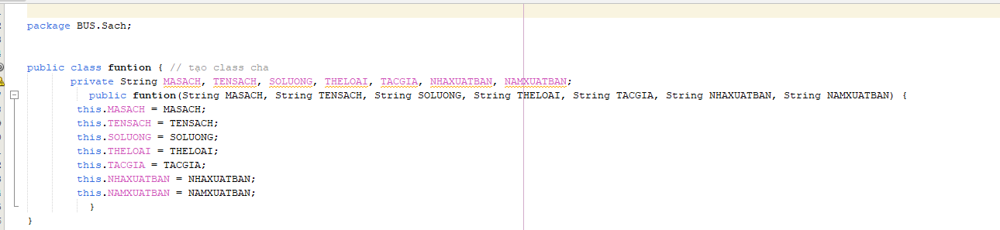 package BUS.Sach;
public class funtion { // tạo class cha
private String MASACH, TENSACH, SOLUONG, THELOAI, TACGIA, NHAXUATBAN, NAMXUATBAN;
public funtion(String MASACH, String TENSACH, String SOLUONG, String THELOAI, String TACGIA, String NHAXUATBAN, String NAMXUATBAN) {
this.MASACH = MASACH;
this.TENSACH = TENSACH;
this.SOLUONG = SOLUONG;
this.THELOAI = THELOAI;
this.TACGIA = TACGIA;
this.NHAXUATBAN = NHAXUATBAN;
this.NAMXUATBAN = NAMXUATBAN;
}
}